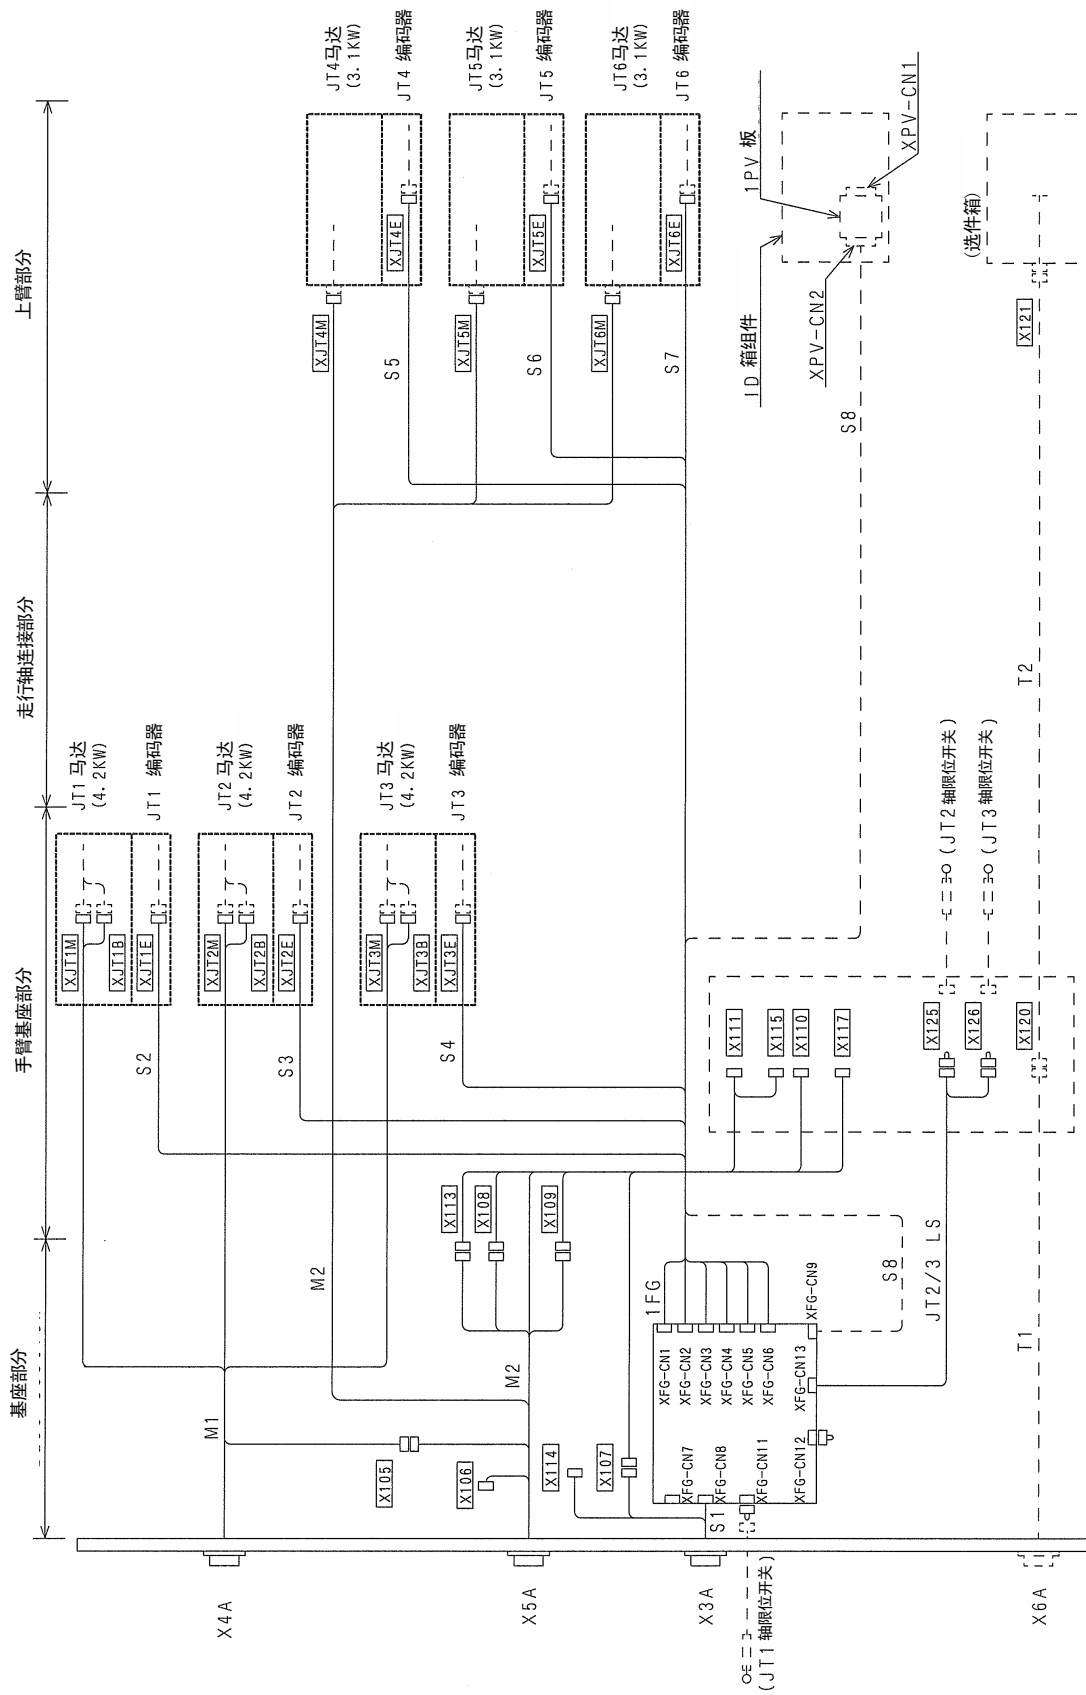 基座部分
手臂基座部分
走行轴连接部分
上臂部分
JT1 马达
(4.2KW)
JT1 编码器
JT2 马达
(4.2KW)
JT2 编码器
JT3 马达
(4.2KW)
JT3 编码器
JT4马达
(3.1KW)
JT4 编码器
JT5马达
(3.1KW)
JT5 编码器
JT6马达
(3.1KW)
JT6 编码器
XJT1M
XJT1B
XJT1E
XJT2M
XJT2B
XJT2E
XJT3M
XJT3B
XJT3E
XJT4M
XJT4E
XJT5M
XJT5E
XJT6M
XJT6E
S2
S3
S4
S5
S6
S7
M1
M2
M2
X105
X106
X113
X108
X109
X114
X107
X111
X115
X110
X117
X125
X126
X120
X121
1PV 板
XPV-CN1
XPV-CN2
ID 箱组件
(选件箱)
S8
S8
T1
T2
JT2/3 LS
(JT2 轴限位开关)
(JT3 轴限位开关)
1FG
XFG-CN1
XFG-CN2
XFG-CN3
XFG-CN4
XFG-CN5
XFG-CN6
XFG-CN7
XFG-CN8
XFG-CN11
XFG-CN12
XFG-CN13
XFG-CN9
S1
(JT1 轴限位开关)
X4A
X5A
X3A
X6A